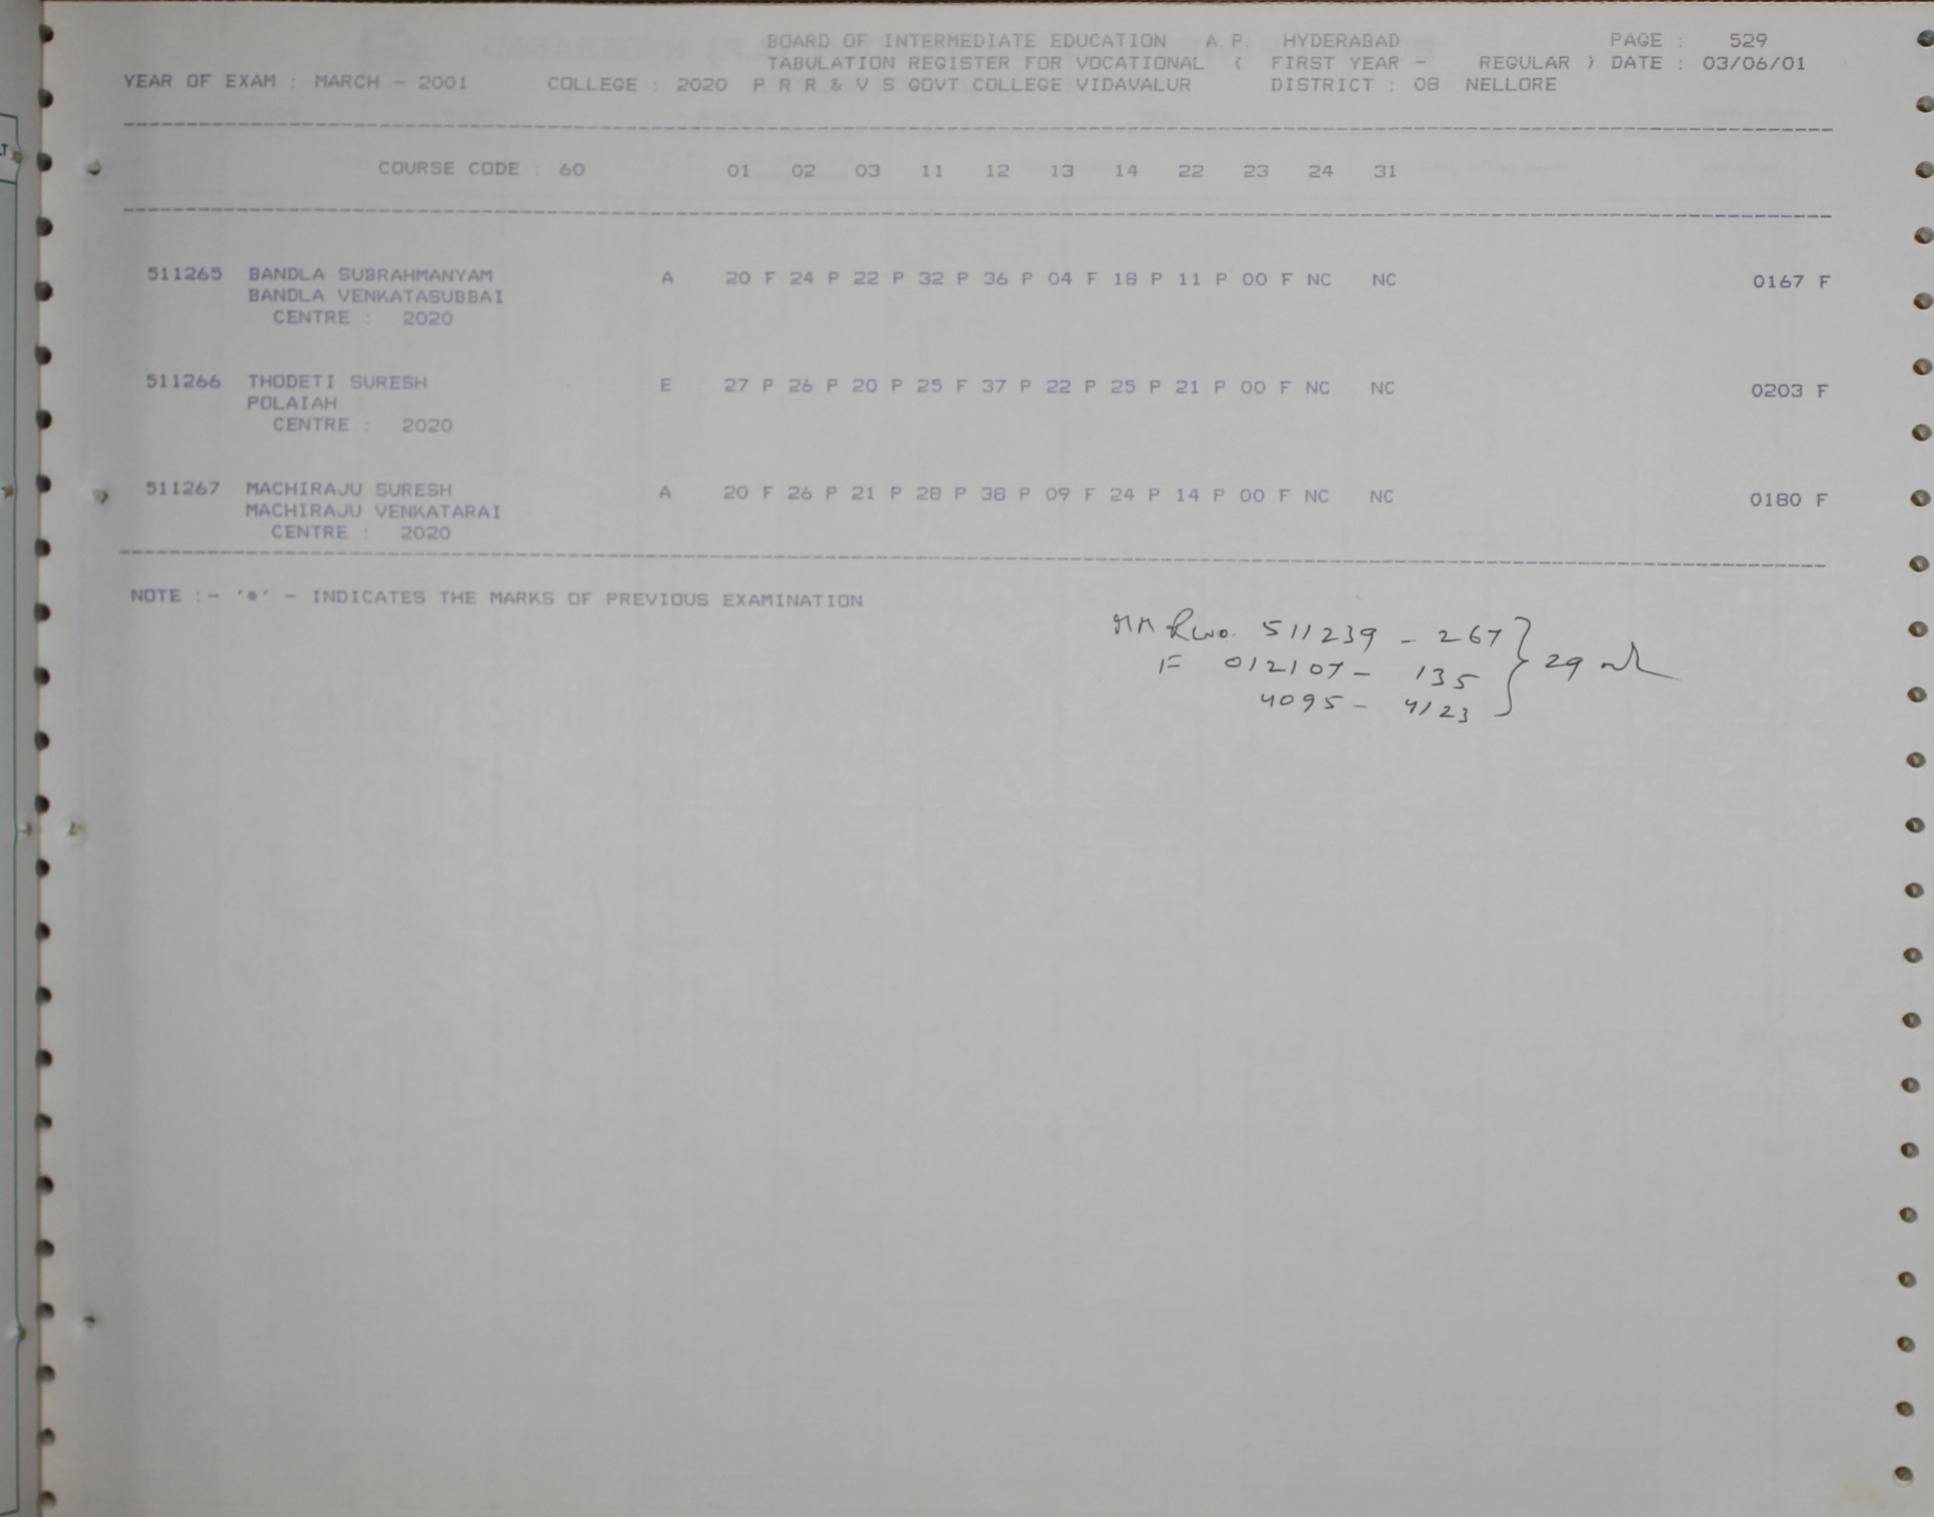 BOARD OF INTERMEDIATE EDUCATION A.P. HYDERABAD PAGE : 529
TABULATION REGISTER FOR VOCATIONAL ( FIRST YEAR - REGULAR ) DATE : 03/06/01
YEAR OF EXAM : MARCH - 2001 COLLEGE : 2020 P R R & V S GOVT COLLEGE VIDAVALUR DISTRICT : 08 NELLORE
COURSE CODE : 60 01 02 03 11 12 13 14 22 23 24 31
511265 BANDLA SUBRAHMANYAM A 20 F 24 P 22 P 32 P 36 P 04 F 18 P 11 P 00 F NC NC 0167 F
BANDLA VENKATASUBBAI
CENTRE : 2020
511266 THODETI SURESH E 27 P 26 P 20 P 25 F 37 P 22 P 25 P 21 P 00 F NC NC 0203 F
POLAIAH
CENTRE : 2020
511267 MACHIRAJU SURESH A 20 F 26 P 21 P 28 P 38 P 09 F 24 P 14 P 00 F NC NC 0180 F
MACHIRAJU VENKATARAI
CENTRE : 2020
NOTE :- '*' - INDICATES THE MARKS OF PREVIOUS EXAMINATION
511239 - 267
F 012107 - 135 } 29
4095 - 4123